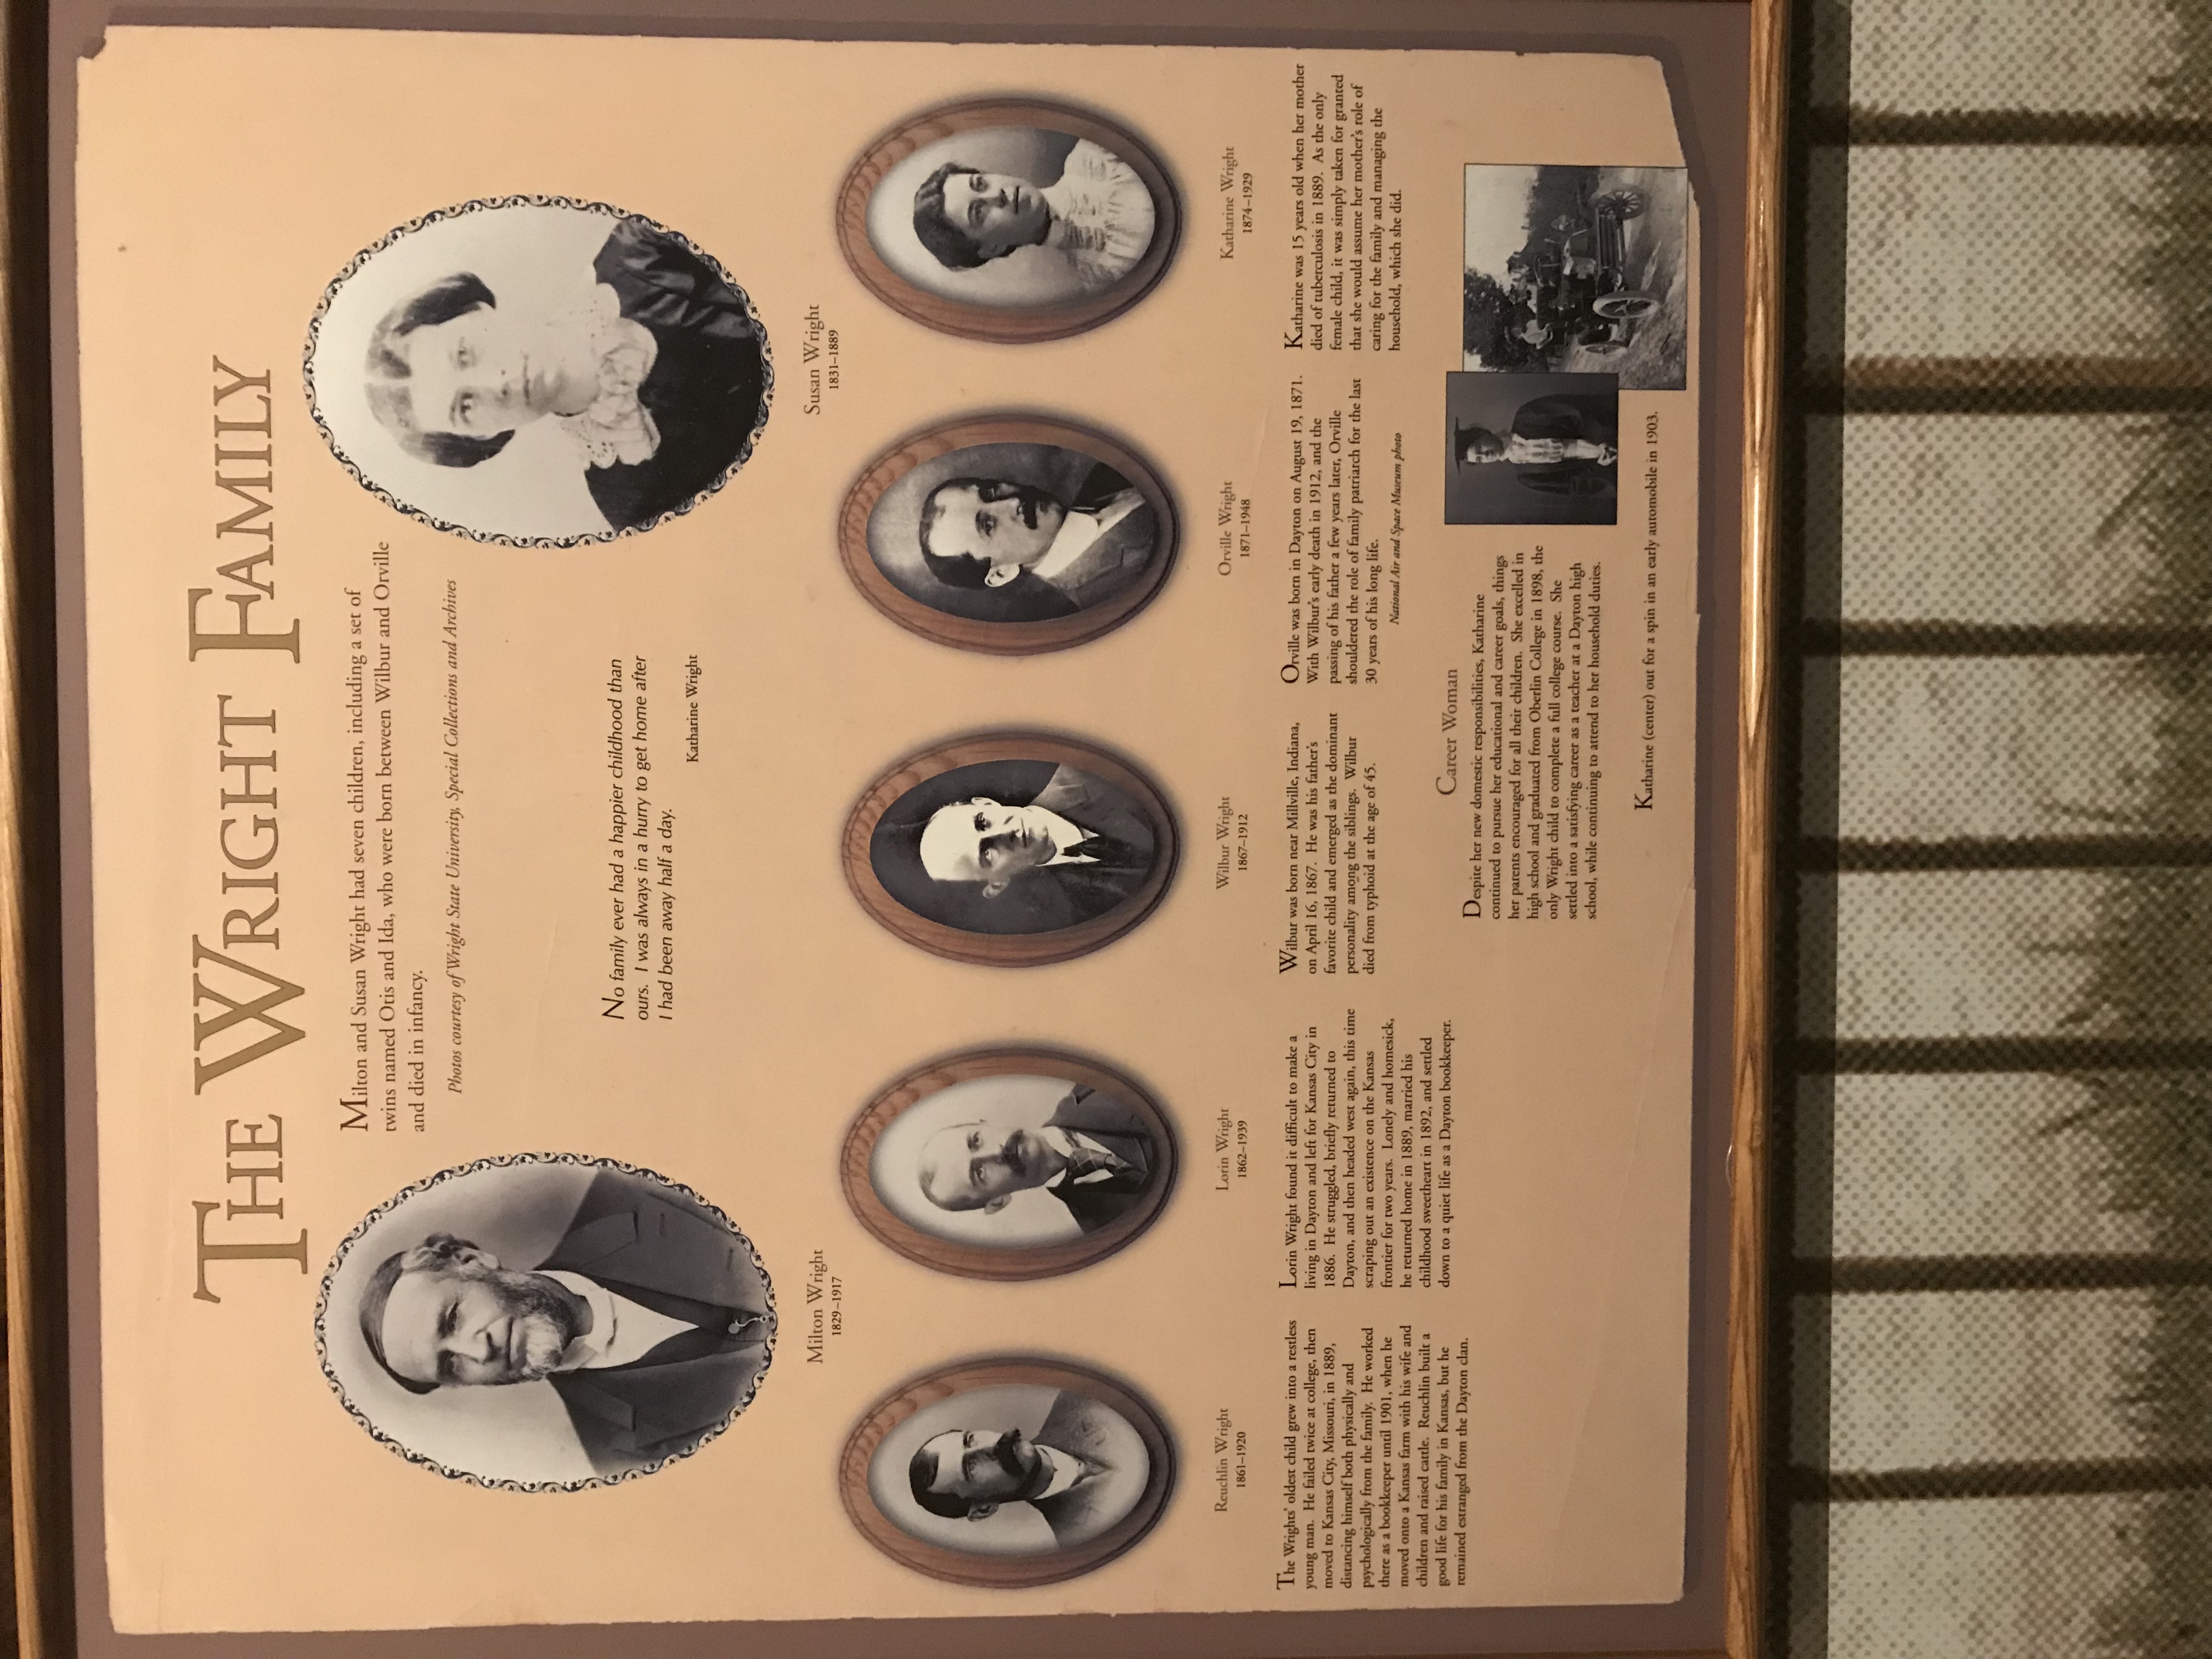 THE WRIGHT FAMILY
Milton and Susan Wright had seven children, including a set of
twins named Otis and Ida, who were born between Wilbur and Orville
and died in infancy.
Photos courtesy of Wright State University, Special Collections and Archives
No family ever had a happier childhood than
ours. I was always in a hurry to get home after
I had been away half a day.
Katharine Wright
Milton Wright
1829–1917
Susan Wright
1831–1889
Reuchlin Wright
1861–1920
The Wrights' oldest child grew into a restless
young man. He failed twice at college, then
moved to Kansas City, Missouri, in 1889,
distancing himself both physically and
psychologically from the family. He worked
there as a bookkeeper until 1901, when he
moved onto a Kansas farm with his wife and
children and raised cattle. Reuchlin built a
good life for his family in Kansas, but he
remained estranged from the Dayton clan.
Lorin Wright
1862–1939
Lorin Wright found it difficult to make a
living in Dayton and left for Kansas City in
1886. He struggled, briefly returned to
Dayton, and then headed west again, this time
scraping out an existence on the Kansas
frontier for two years. Lonely and homesick,
he returned home in 1889, married his
childhood sweetheart in 1892, and settled
down to a quiet life as a Dayton bookkeeper.
Wilbur Wright
1867–1912
Wilbur was born near Millville, Indiana,
on April 16, 1867. He was his father's
favorite child and emerged as the dominant
personality among the siblings. Wilbur
died from typhoid at the age of 45.
Orville Wright
1871–1948
Orville was born in Dayton on August 19, 1871.
With Wilbur's early death in 1912, and the
passing of his father a few years later, Orville
shouldered the role of family patriarch for the last
30 years of his long life.
National Air and Space Museum photo
Katharine Wright
1874–1929
Katharine was 15 years old when her mother
died of tuberculosis in 1889. As the only
female child, it was simply taken for granted
that she would assume her mother's role of
caring for the family and managing the
household, which she did.
Career Woman
Despite her new domestic responsibilities, Katharine
continued to pursue her educational and career goals, things
her parents encouraged for all their children. She excelled in
high school and graduated from Oberlin College in 1898, the
only Wright child to complete a full college course. She
settled into a satisfying career as a teacher at a Dayton high
school, while continuing to attend to her household duties.
Katharine (center) out for a spin in an early automobile in 1903.